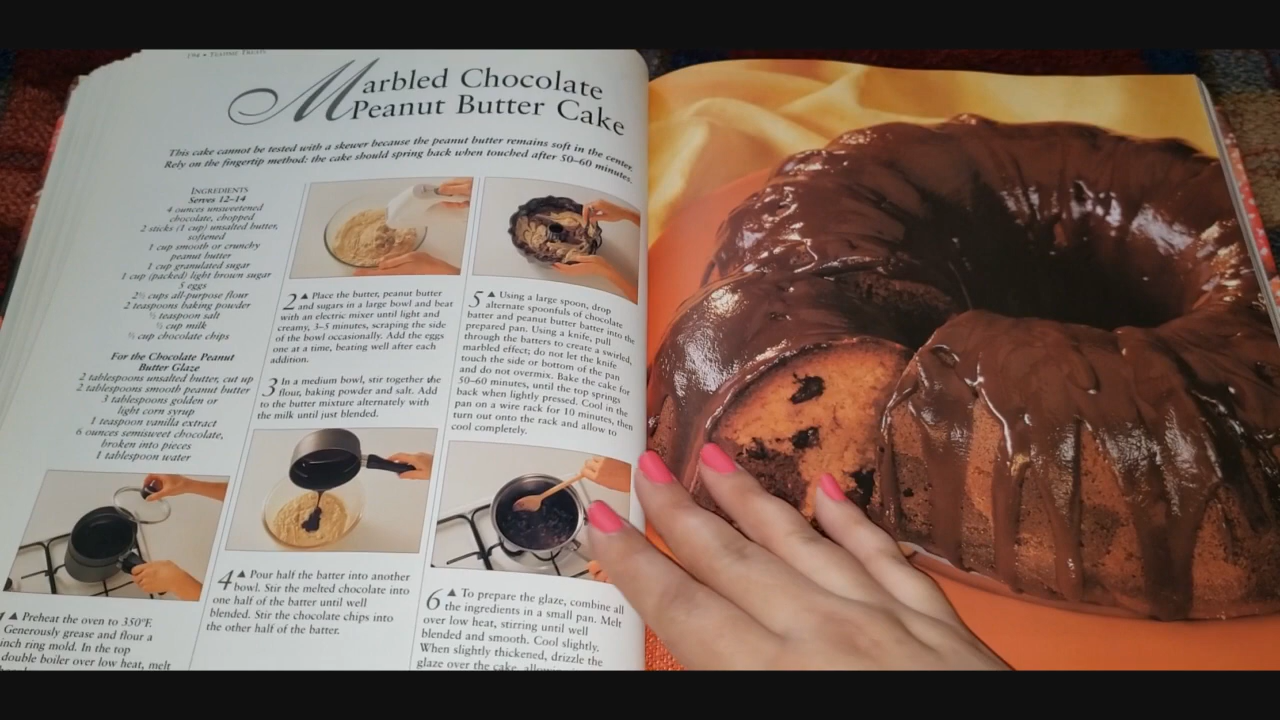 194 • Teatime Treats
Marbled Chocolate
Peanut Butter Cake
This cake cannot be tested with a skewer because the peanut butter remains soft in the center.
Rely on the fingertip method: the cake should spring back when touched after 50–60 minutes.
INGREDIENTS
Serves 12–14
4 ounces unsweetened
chocolate, chopped
2 sticks (1 cup) unsalted butter,
softened
1 cup smooth or crunchy
peanut butter
1 cup granulated sugar
1 cup (packed) light brown sugar
5 eggs
2½ cups all-purpose flour
2 teaspoons baking powder
½ teaspoon salt
½ cup milk
cup chocolate chips
For the Chocolate Peanut
Butter Glaze
2 tablespoons unsalted butter, cut up
2 tablespoons smooth peanut butter
3 tablespoons golden or
light corn syrup
1 teaspoon vanilla extract
6 ounces semisweet chocolate,
broken into pieces
1 tablespoon water
1 ▲ Preheat the oven to 350°F.
Generously grease and flour a
inch ring mold. In the top
double boiler over low heat, melt
2 ▲ Place the butter, peanut butter
and sugars in a large bowl and beat
with an electric mixer until light and
creamy, 3–5 minutes, scraping the side
of the bowl occasionally. Add the eggs
one at a time, beating well after each
addition.
3 In a medium bowl, stir together the
flour, baking powder and salt. Add
to the butter mixture alternately with
the milk until just blended.
4 ▲ Pour half the batter into another
bowl. Stir the melted chocolate into
one half of the batter until well
blended. Stir the chocolate chips into
the other half of the batter.
5 ▲ Using a large spoon, drop
alternate spoonfuls of chocolate
batter and peanut butter batter into the
prepared pan. Using a knife, pull
through the batters to create a swirled,
marbled effect; do not let the knife
touch the side or bottom of the pan
and do not overmix. Bake the cake for
50–60 minutes, until the top springs
back when lightly pressed. Cool in the
pan on a wire rack for 10 minutes, then
turn out onto the rack and allow to
cool completely.
6 ▲ To prepare the glaze, combine all
the ingredients in a small pan. Melt
over low heat, stirring until well
blended and smooth. Cool slightly.
When slightly thickened, drizzle the
glaze over the cake, allowing